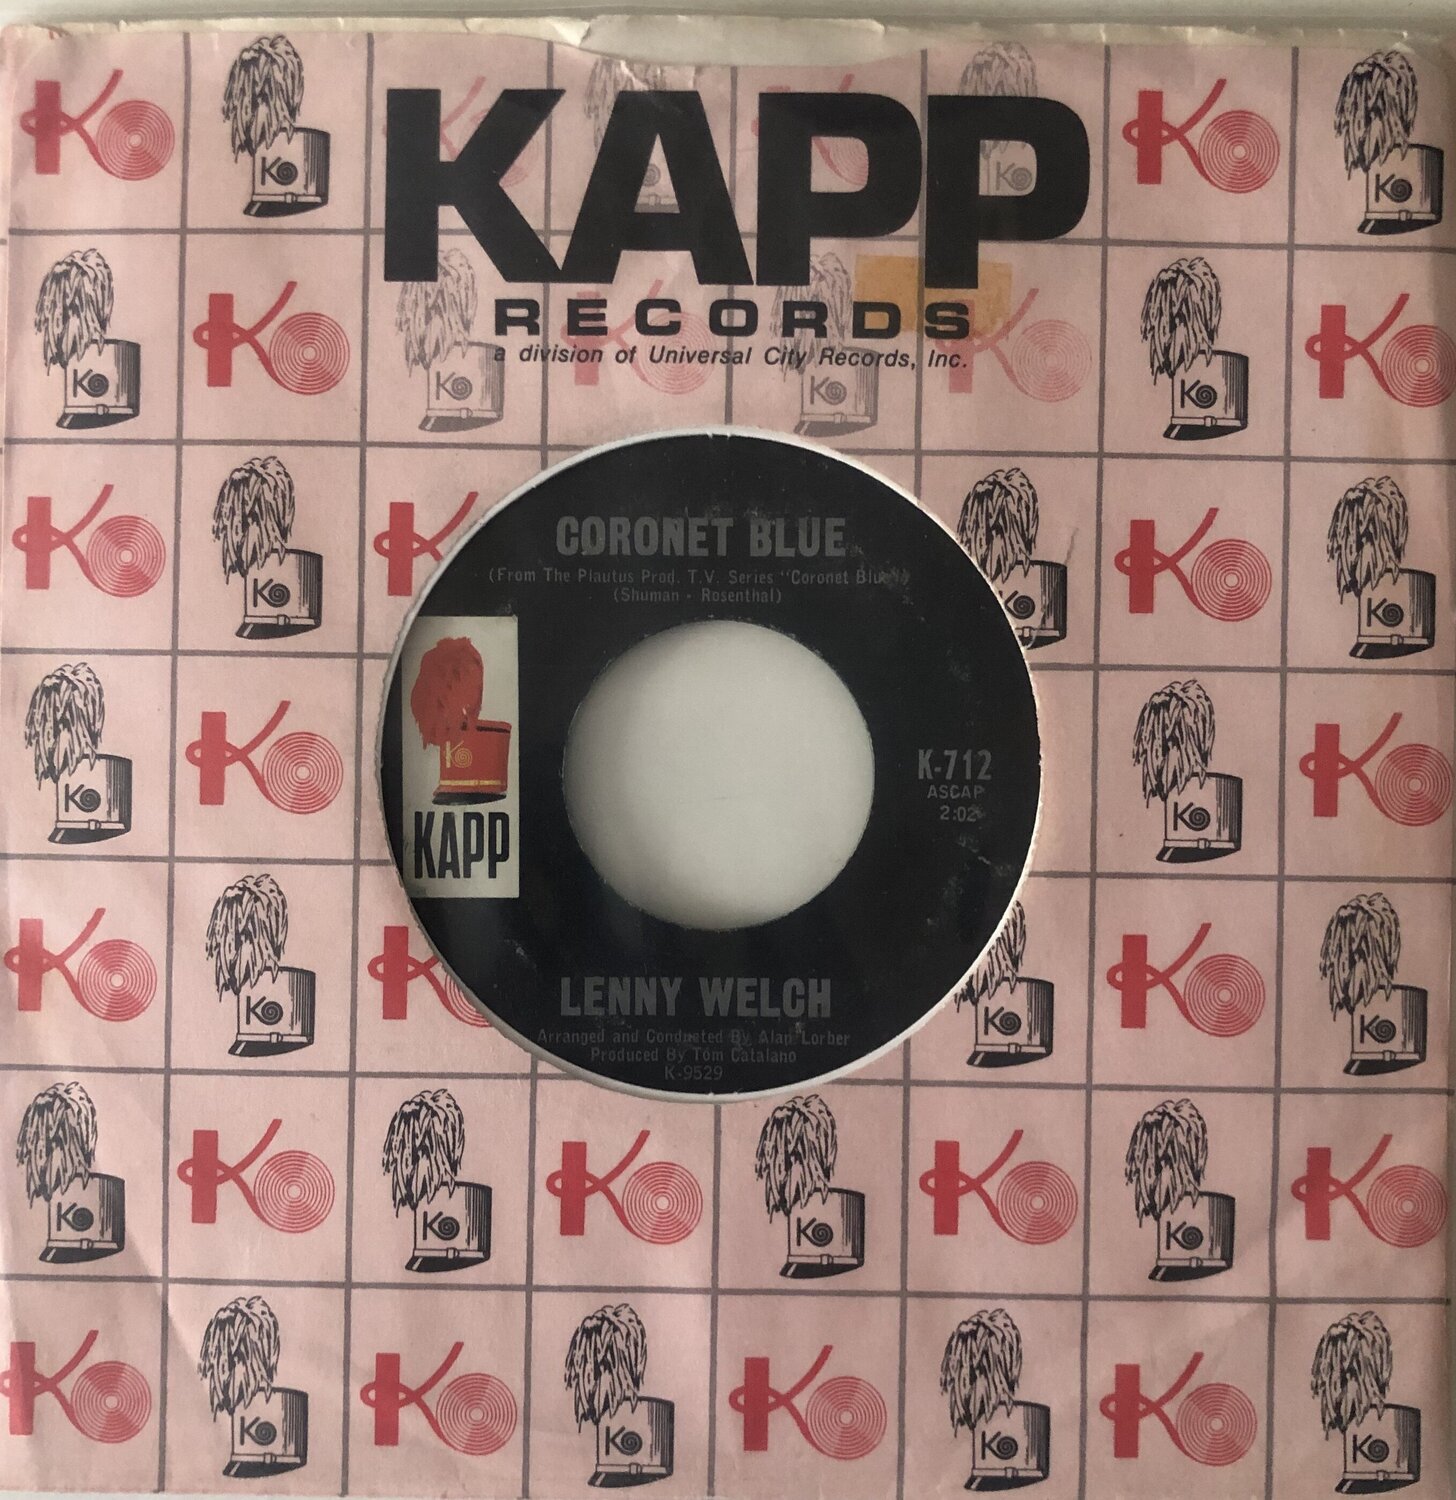 KAPP
RECORDS
a division of Universal City Records, Inc.
CORONET BLUE
(From The Plautus Prod. T.V. Series "Coronet Blue")
(Shuman - Rosenthal)
KAPP
K-712
ASCAP
2:02
LENNY WELCH
Arranged and Conducted By Alan Lorber
Produced By Tom Catalano
K-9529